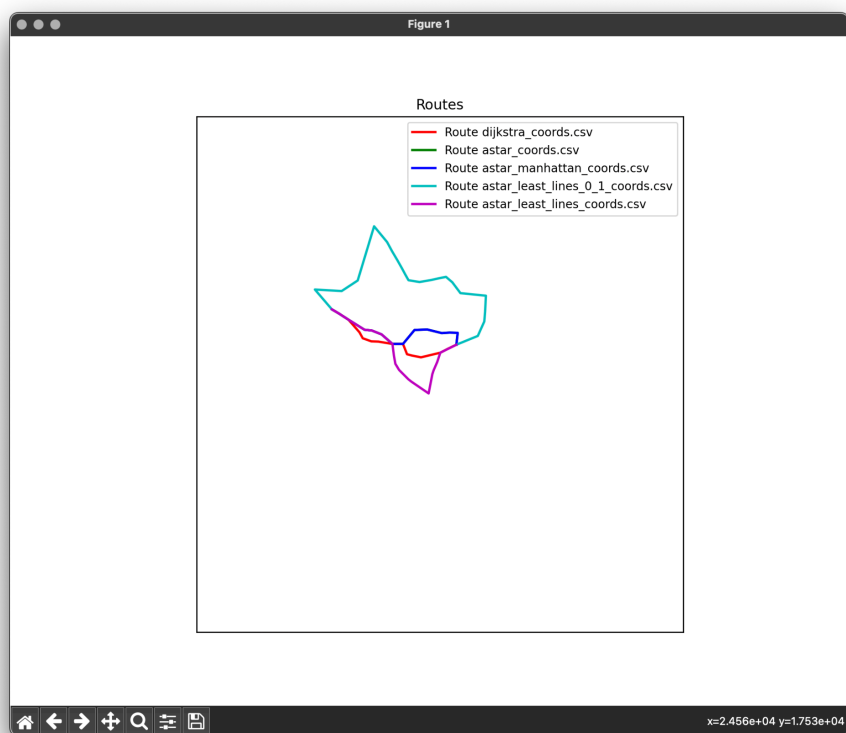 Figure 1
Routes
Route dijkstra_coords.csv
Route astar_coords.csv
Route astar_manhattan_coords.csv
Route astar_least_lines_0_1_coords.csv
Route astar_least_lines_coords.csv
x=2.456e+04 y=1.753e+04